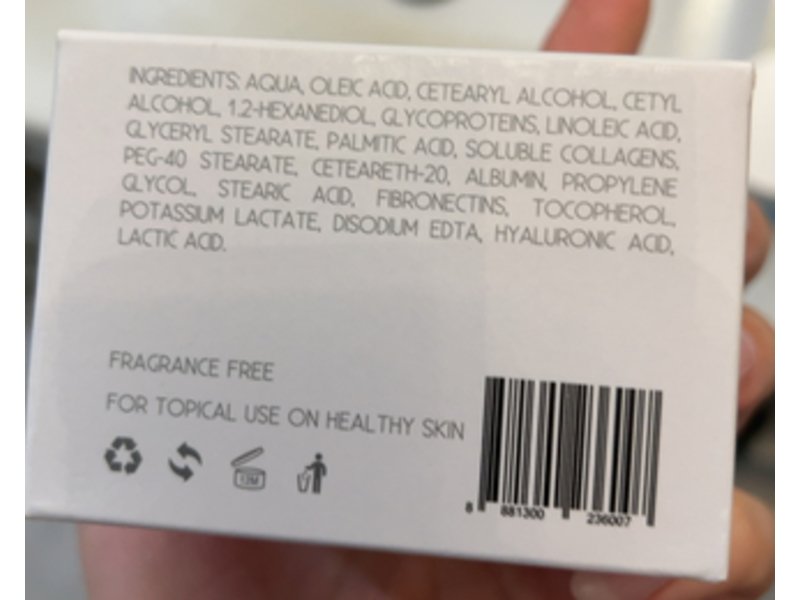 INGREDIENTS: AQUA, OLEIC ACID, CETEARYL ALCOHOL, CETYL
ALCOHOL, 1.2-HEXANEDIOL, GLYCOPROTEINS, LINOLEIC ACID,
GLYCERYL STEARATE, PALMITIC ACID, SOLUBLE COLLAGENS,
PEG-40 STEARATE, CETEARETH-20, ALBUMIN, PROPYLENE
GLYCOL, STEARIC ACID, FIBRONECTINS, TOCOPHEROL,
POTASSIUM LACTATE, DISODIUM EDTA, HYALURONIC ACID,
LACTIC ACID.
FRAGRANCE FREE
FOR TOPICAL USE ON HEALTHY SKIN
12M
8 881300 236007